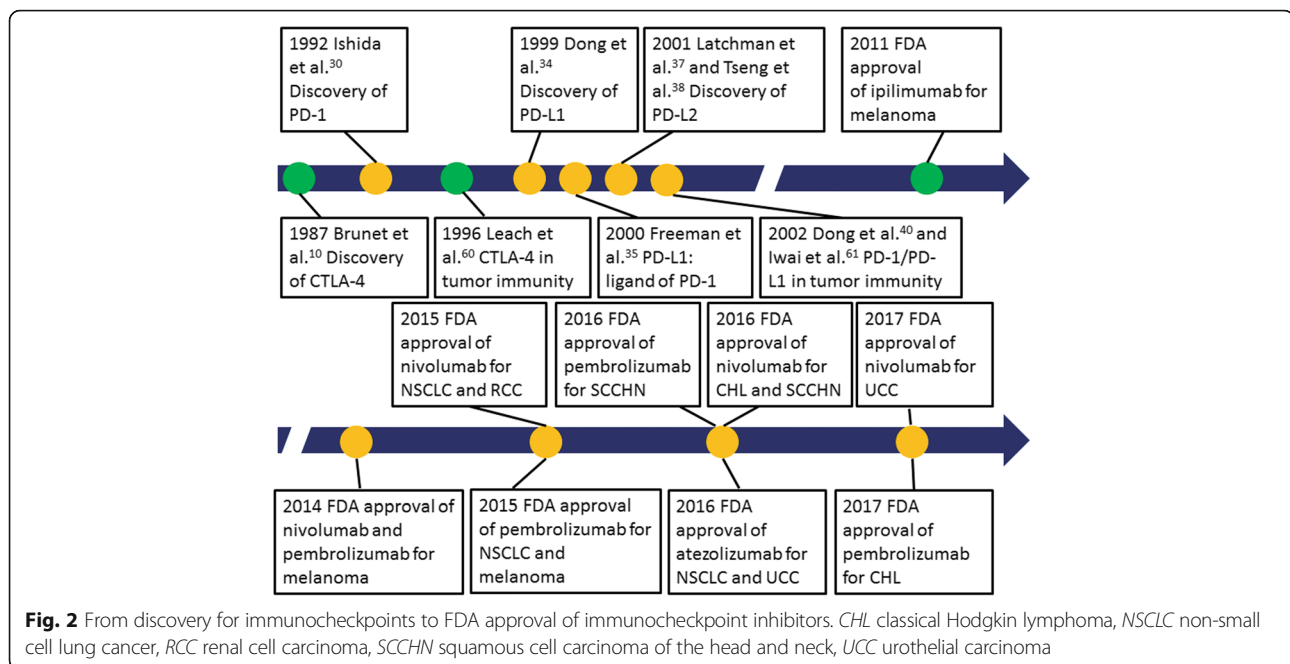 1992 Ishida
et al.30
Discovery of
PD-1
1999 Dong et
al.34
Discovery of
PD-L1
2001 Latchman
et al.37 and Tseng
et al.38 Discovery
of PD-L2
2011 FDA
approval
of ipilimumab for
melanoma
1987 Brunet et
al.10 Discovery
of CTLA-4
1996 Leach et
al.60 CTLA-4 in
tumor immunity
2000 Freeman et
al.35 PD-L1:
ligand of PD-1
2002 Dong et al.40 and
Iwai et al.61 PD-1/PD-
L1 in tumor immunity
2015 FDA
approval of
nivolumab for
NSCLC and RCC
2016 FDA
approval of
pembrolizumab
for SCCHN
2016 FDA
approval of
nivolumab for
CHL and SCCHN
2017 FDA
approval of
nivolumab for
UCC
2014 FDA approval of
nivolumab and
pembrolizumab for
melanoma
2015 FDA approval
of pembrolizumab for
NSCLC and
melanoma
2016 FDA
approval of
atezolizumab for
NSCLC and UCC
2017 FDA
approval of
pembrolizumab
for CHL
Fig. 2 From discovery for immunocheckpoints to FDA approval of immunocheckpoint inhibitors. CHL classical Hodgkin lymphoma, NSCLC non-small
cell lung cancer, RCC renal cell carcinoma, SCCHN squamous cell carcinoma of the head and neck, UCC urothelial carcinoma